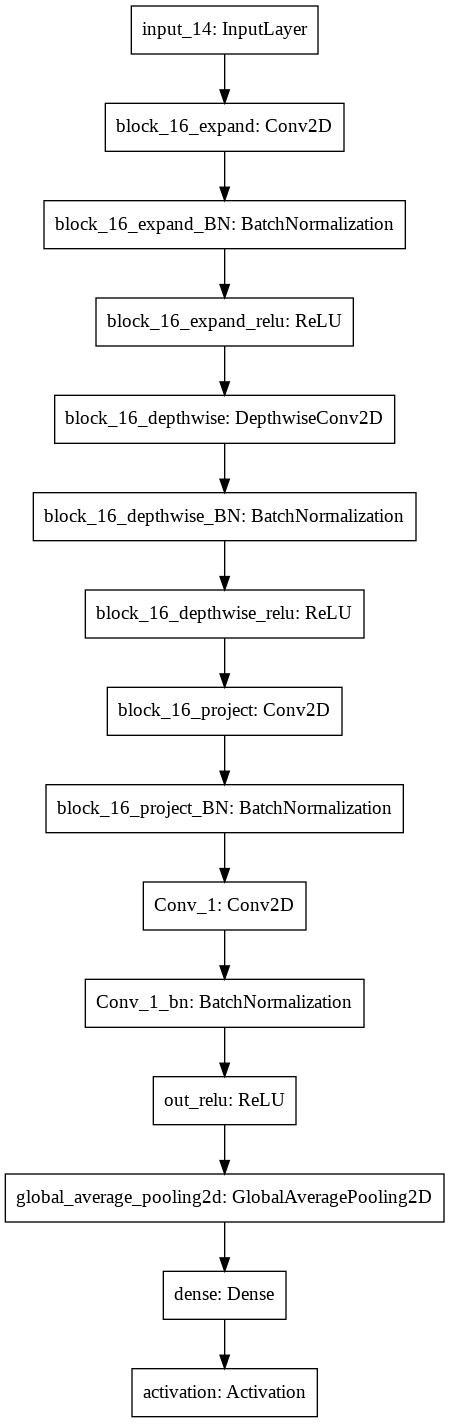 input_14: InputLayer
block_16_expand: Conv2D
block_16_expand_BN: BatchNormalization
block_16_expand_relu: ReLU
block_16_depthwise: DepthwiseConv2D
block_16_depthwise_BN: BatchNormalization
block_16_depthwise_relu: ReLU
block_16_project: Conv2D
block_16_project_BN: BatchNormalization
Conv_1: Conv2D
Conv_1_bn: BatchNormalization
out_relu: ReLU
global_average_pooling2d: GlobalAveragePooling2D
dense: Dense
activation: Activation